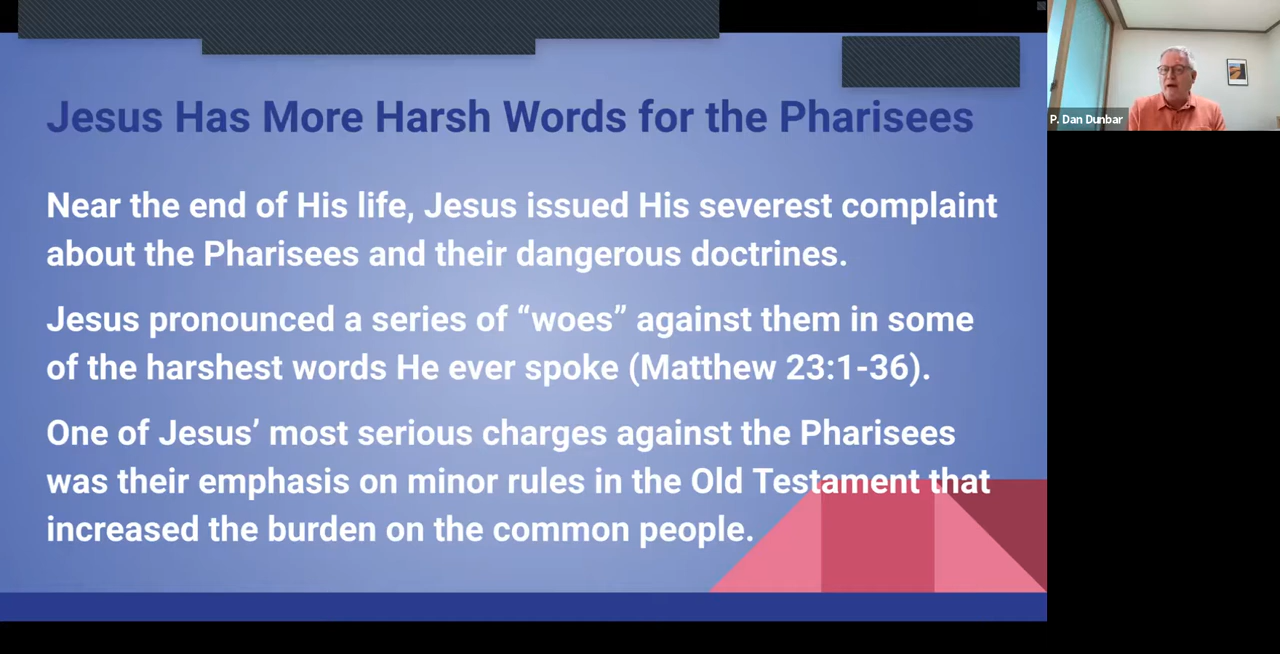 Jesus Has More Harsh Words for the Pharisees
Near the end of His life, Jesus issued His severest complaint
about the Pharisees and their dangerous doctrines.
Jesus pronounced a series of “woes” against them in some
of the harshest words He ever spoke (Matthew 23:1-36).
One of Jesus’ most serious charges against the Pharisees
was their emphasis on minor rules in the Old Testament that
increased the burden on the common people.
P. Dan Dunbar